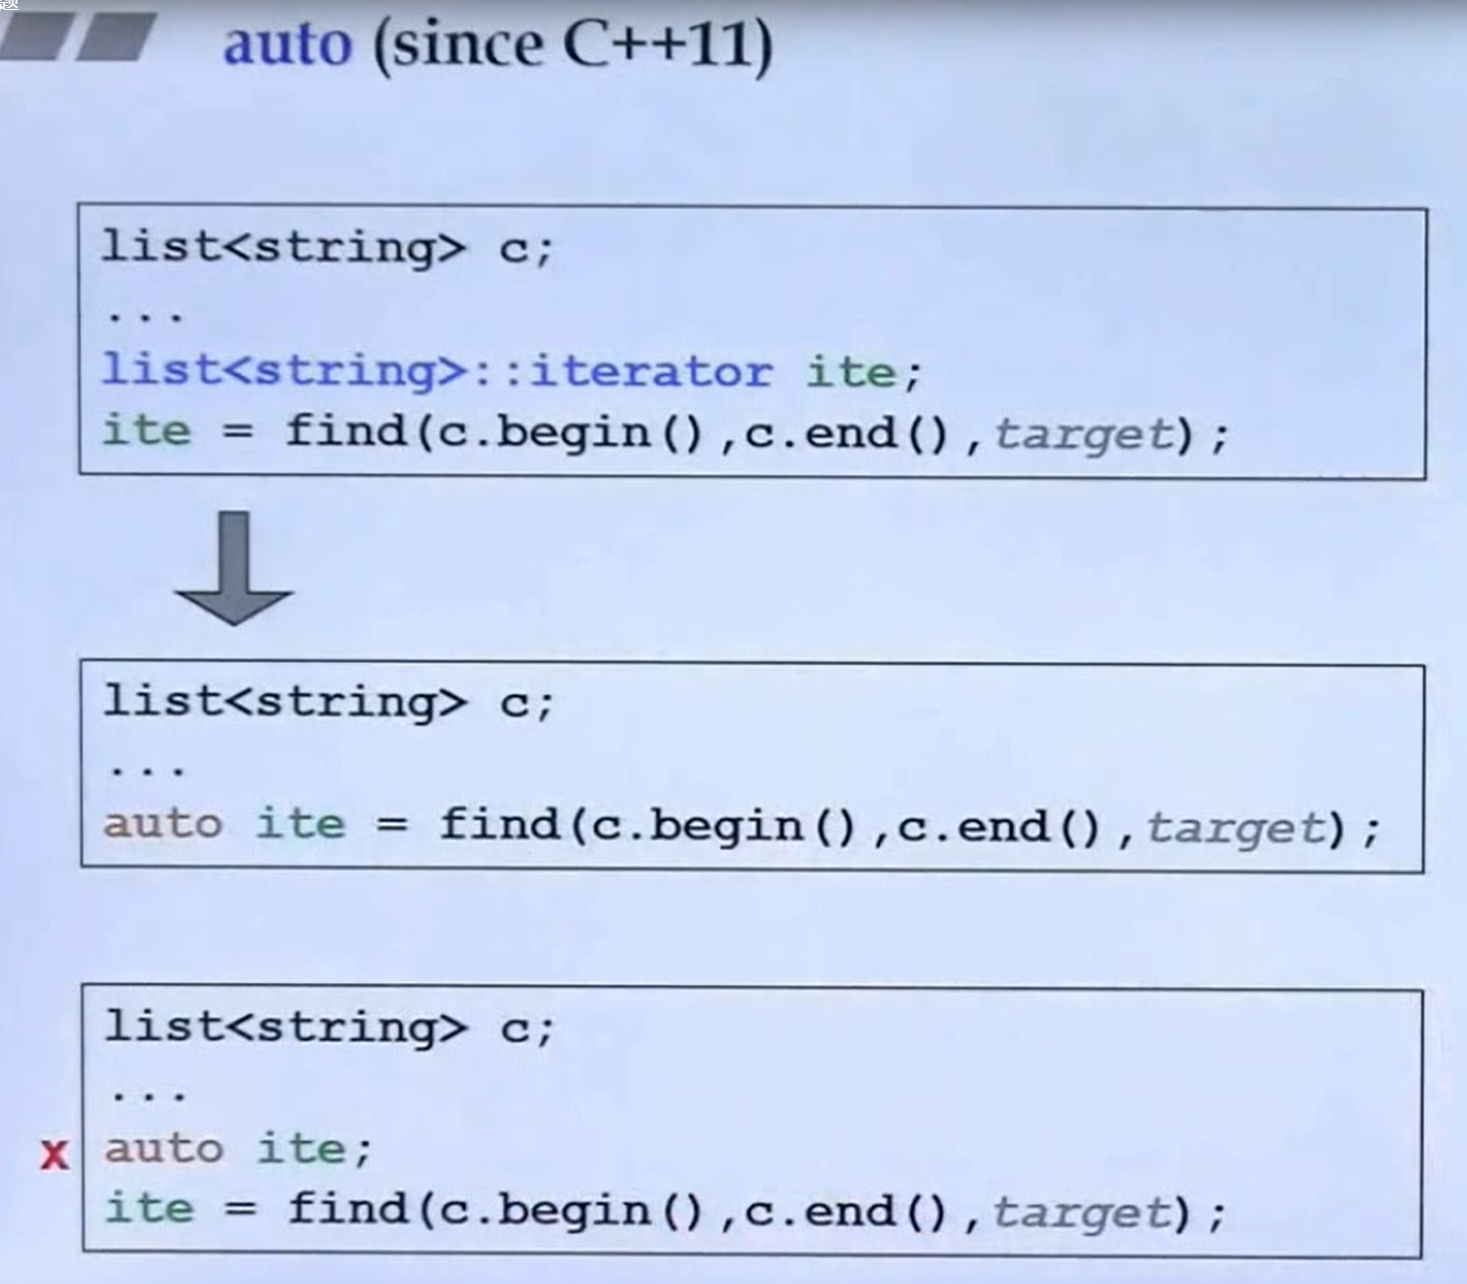 题
auto (since C++11)
list<string> c;
...
list<string>::iterator ite;
ite = find(c.begin(),c.end(),target);
list<string> c;
...
auto ite = find(c.begin(),c.end(),target);
list<string> c;
...
x auto ite;
ite = find(c.begin(),c.end(),target);